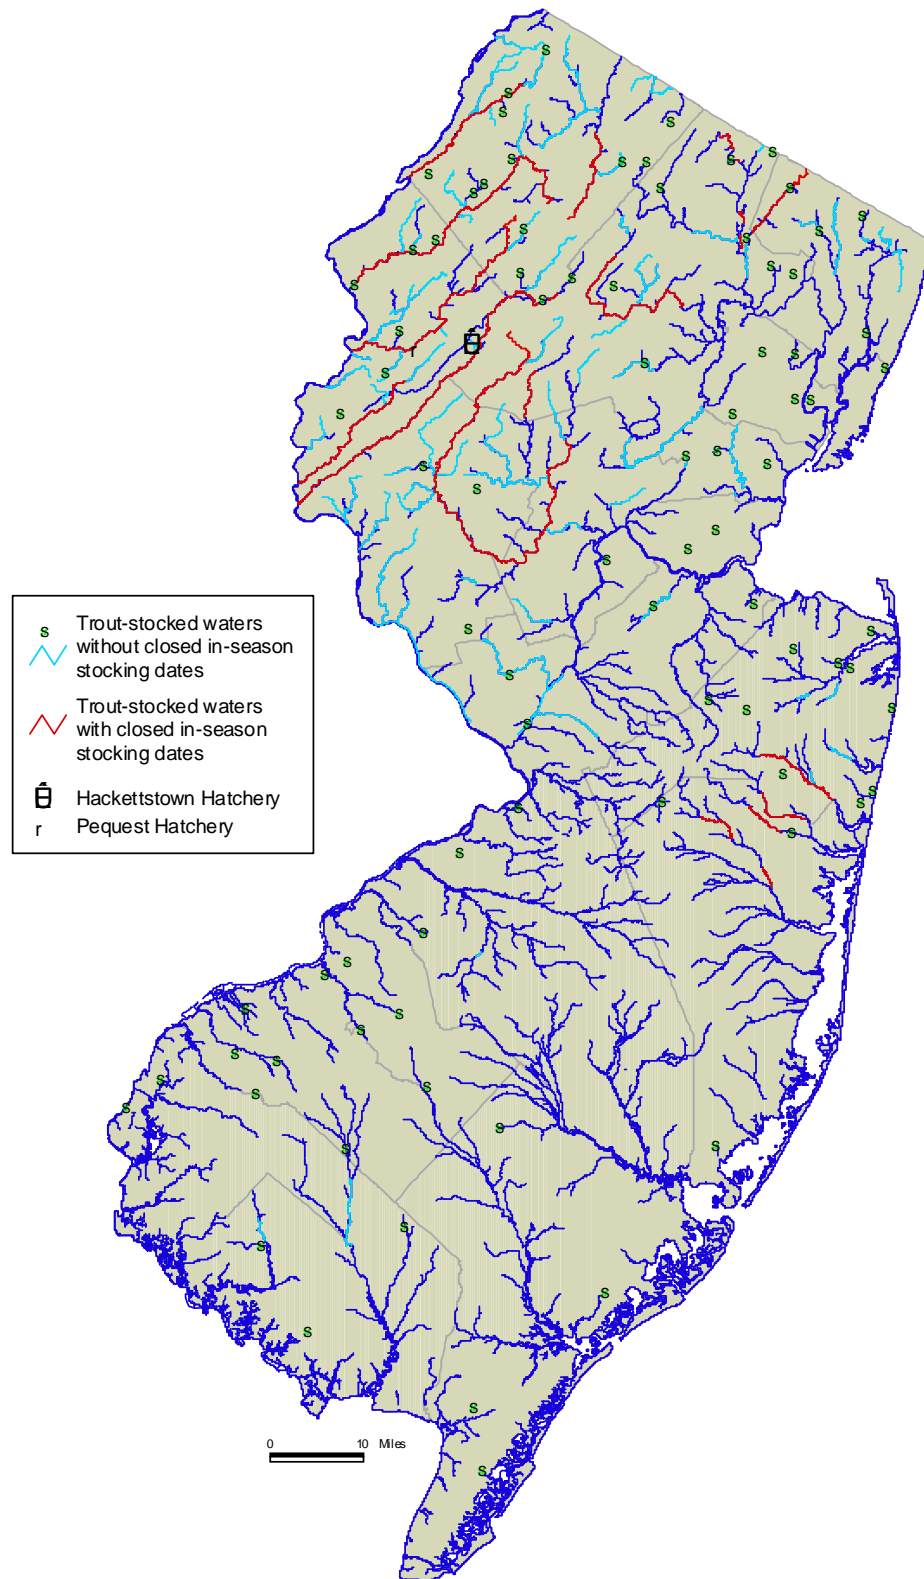 s Trout-stocked waters
without closed in-season
stocking dates
Trout-stocked waters
with closed in-season
stocking dates
Hackettstown Hatchery
r Pequest Hatchery
0 10 Miles